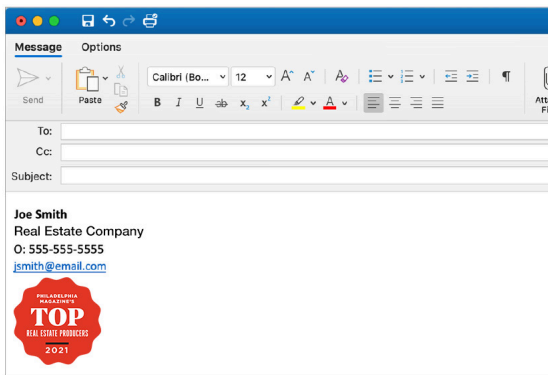 Message Options
Calibri (Bo... 12 A A A
Send Paste B I U ab x2 x2 A ¶
To:
Cc:
Subject:
Joe Smith
Real Estate Company
O: 555-555-5555
jsmith@email.com
PHILADELPHIA
MAGAZINE'S
TOP
REAL ESTATE PRODUCERS
2021